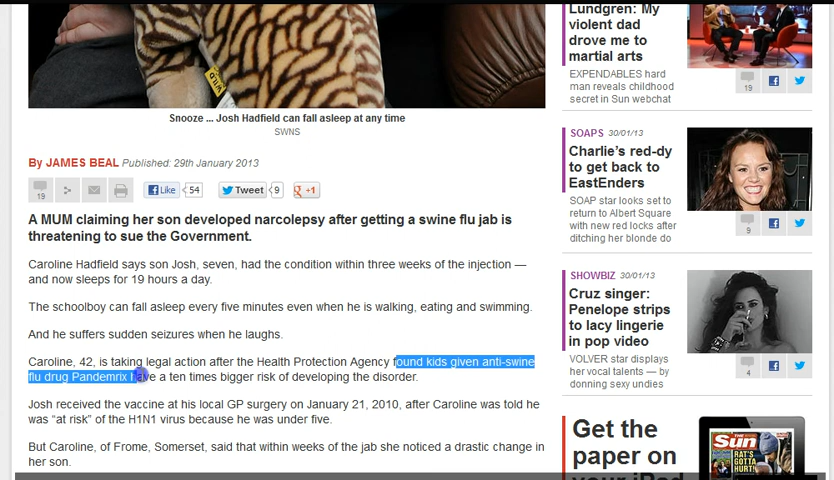 WILD
Snooze ... Josh Hadfield can fall asleep at any time
SWNS
By JAMES BEAL Published: 29th January 2013
19
Like 54
Tweet 9
g +1
A MUM claiming her son developed narcolepsy after getting a swine flu jab is
threatening to sue the Government.
Caroline Hadfield says son Josh, seven, had the condition within three weeks of the injection —
and now sleeps for 19 hours a day.
The schoolboy can fall asleep every five minutes even when he is walking, eating and swimming.
And he suffers sudden seizures when he laughs.
Caroline, 42, is taking legal action after the Health Protection Agency found kids given anti-swine
flu drug Pandemrix have a ten times bigger risk of developing the disorder.
Josh received the vaccine at his local GP surgery on January 21, 2010, after Caroline was told he
was "at risk" of the H1N1 virus because he was under five.
But Caroline, of Frome, Somerset, said that within weeks of the jab she noticed a drastic change in
her son.
Lundgren: My
violent dad
drove me to
martial arts
EXPENDABLES hard
man reveals childhood
secret in Sun webchat
19
SOAPS 30/01/13
Charlie's red-dy
to get back to
EastEnders
SOAP star looks set to
return to Albert Square
with new red locks after
ditching her blonde do
9
SHOWBIZ 30/01/13
Cruz singer:
Penelope strips
to lacy lingerie
in pop video
VOLVER star displays
her vocal talents — by
donning sexy undies
4
Get the
paper on
your iPad
The Sun
RAT'S
GOTTA
HURT!